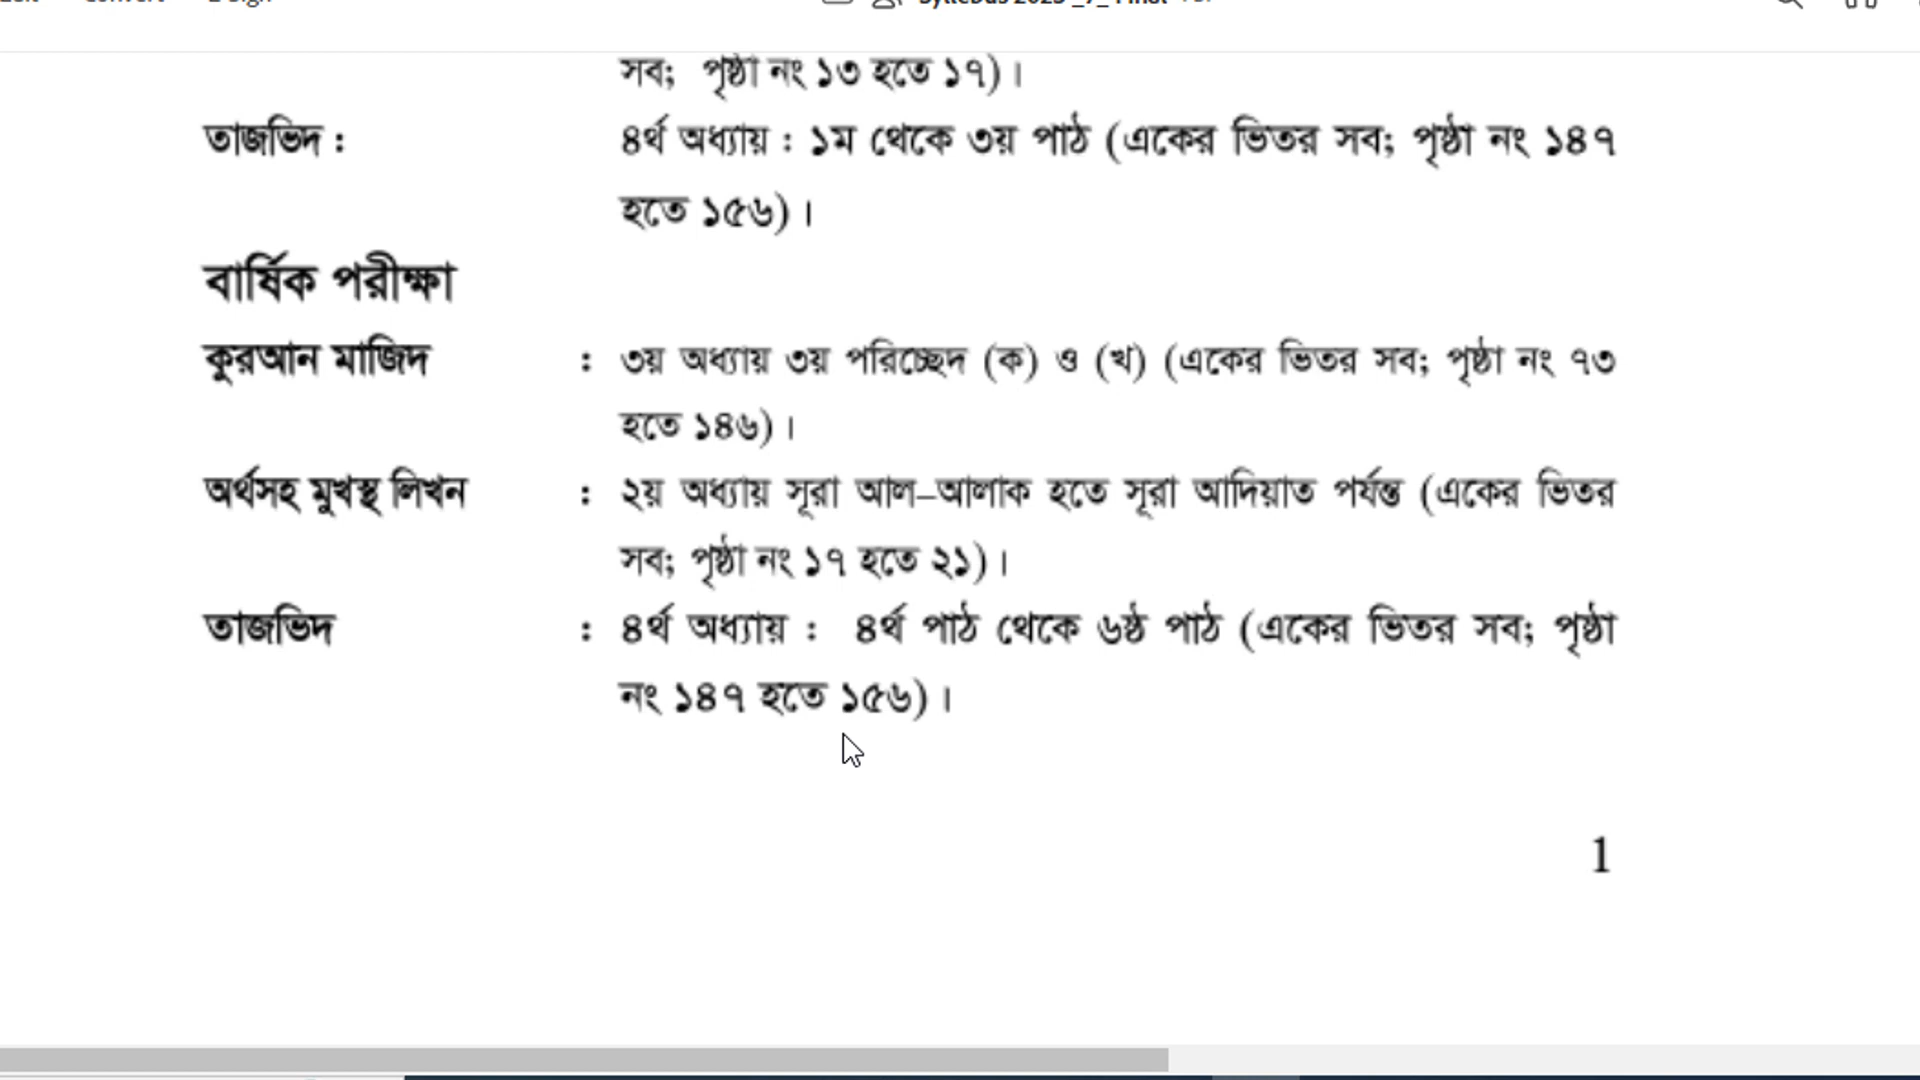 Convert
সব; পৃষ্ঠা নং ১৩ হতে ১৭)।
তাজভিদ : ৪র্থ অধ্যায় : ১ম থেকে ৩য় পাঠ (একের ভিতর সব; পৃষ্ঠা নং ১৪৭
হতে ১৫৬)।
বার্ষিক পরীক্ষা
কুরআন মাজিদ : ৩য় অধ্যায় ৩য় পরিচ্ছেদ (ক) ও (খ) (একের ভিতর সব; পৃষ্ঠা নং ৭৩
হতে ১৪৬)।
অর্থসহ মুখস্থ লিখন : ২য় অধ্যায় সূরা আল–আলাক হতে সূরা আদিয়াত পর্যন্ত (একের ভিতর
সব; পৃষ্ঠা নং ১৭ হতে ২১)।
তাজভিদ : ৪র্থ অধ্যায় : ৪র্থ পাঠ থেকে ৬ষ্ঠ পাঠ (একের ভিতর সব; পৃষ্ঠা
নং ১৪৭ হতে ১৫৬)।
1